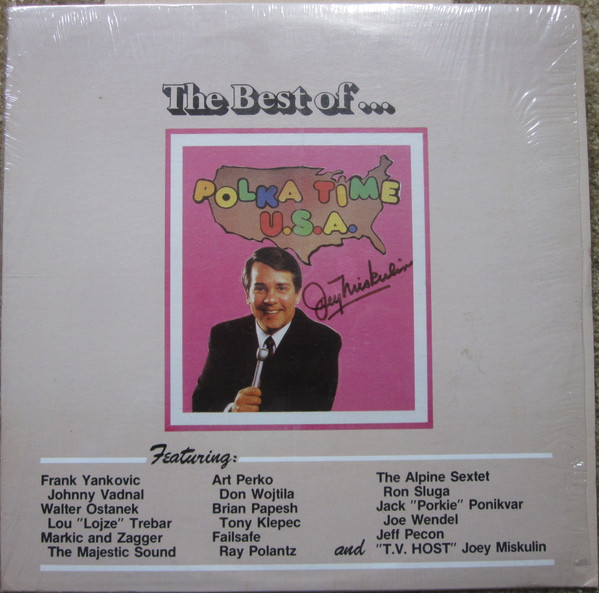 The Best of...
POLKA TIME
U.S.A.
Joey Miskulin
Featuring:
Frank Yankovic
Johnny Vadnal
Walter Ostanek
Lou "Lojze" Trebar
Markic and Zagger
The Majestic Sound
Art Perko
Don Wojtila
Brian Papesh
Tony Klepec
Failsafe
Ray Polantz
The Alpine Sextet
Ron Sluga
Jack "Porkie" Ponikvar
Joe Wendel
Jeff Pecon
and "T.V. HOST" Joey Miskulin